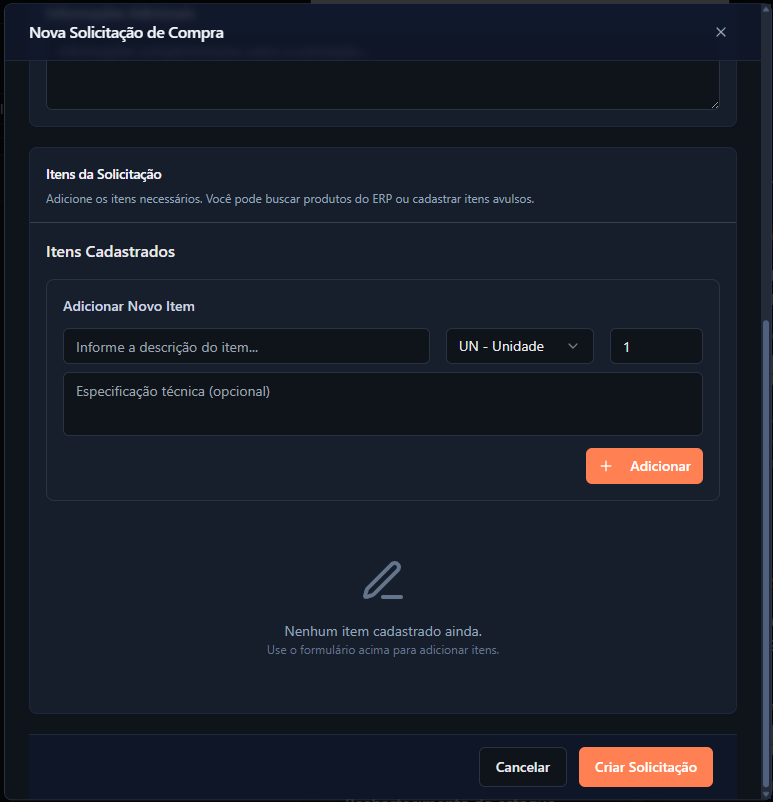 Nova Solicitação de Compra
Itens da Solicitação
Adicione os itens necessários. Você pode buscar produtos do ERP ou cadastrar itens avulsos.
Itens Cadastrados
Adicionar Novo Item
Informe a descrição do item...
UN - Unidade
1
Especificação técnica (opcional)
Adicionar
Nenhum item cadastrado ainda.
Use o formulário acima para adicionar itens.
Cancelar
Criar Solicitação